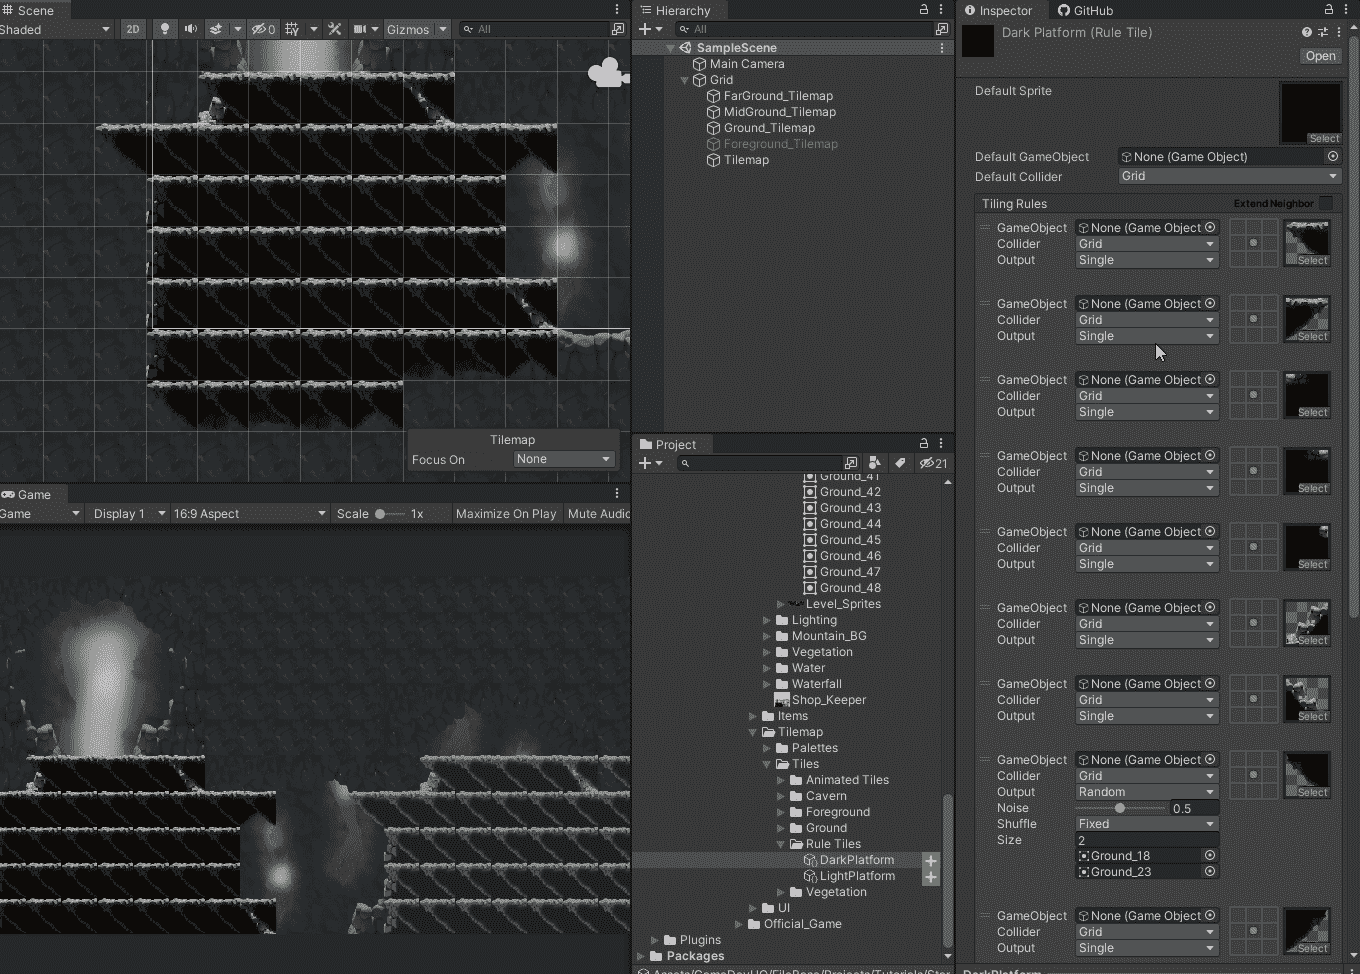 Scene
Shaded
2D
0
Gizmos
All
Tilemap
Focus On
None
Game
Game
Display 1
16:9 Aspect
Scale
1x
Maximize On Play
Mute Audio
Hierarchy
All
SampleScene
Main Camera
Grid
FarGround_Tilemap
MidGround_Tilemap
Ground_Tilemap
Foreground_Tilemap
Tilemap
Project
21
Ground_41
Ground_42
Ground_43
Ground_44
Ground_45
Ground_46
Ground_47
Ground_48
Level_Sprites
Lighting
Mountain_BG
Vegetation
Water
Waterfall
Shop_Keeper
Items
Tilemap
Palettes
Tiles
Animated Tiles
Cavern
Foreground
Ground
Rule Tiles
DarkPlatform
LightPlatform
Vegetation
UI
Official_Game
Plugins
Packages
Inspector
GitHub
Dark Platform (Rule Tile)
Open
Default Sprite
Select
Default GameObject
None (Game Object)
Default Collider
Grid
Tiling Rules
Extend Neighbor
GameObject
None (Game Object
Collider
Grid
Output
Single
Select
GameObject
None (Game Object
Collider
Grid
Output
Single
Select
GameObject
None (Game Object
Collider
Grid
Output
Single
Select
GameObject
None (Game Object
Collider
Grid
Output
Single
Select
GameObject
None (Game Object
Collider
Grid
Output
Single
Select
GameObject
None (Game Object
Collider
Grid
Output
Single
Select
GameObject
None (Game Object
Collider
Grid
Output
Single
Select
GameObject
None (Game Object
Collider
Grid
Output
Random
Select
Noise
0.5
Shuffle
Fixed
Size
2
Ground_18
Ground_23
GameObject
None (Game Object
Collider
Grid
Output
Single
Select
DarkPlatform